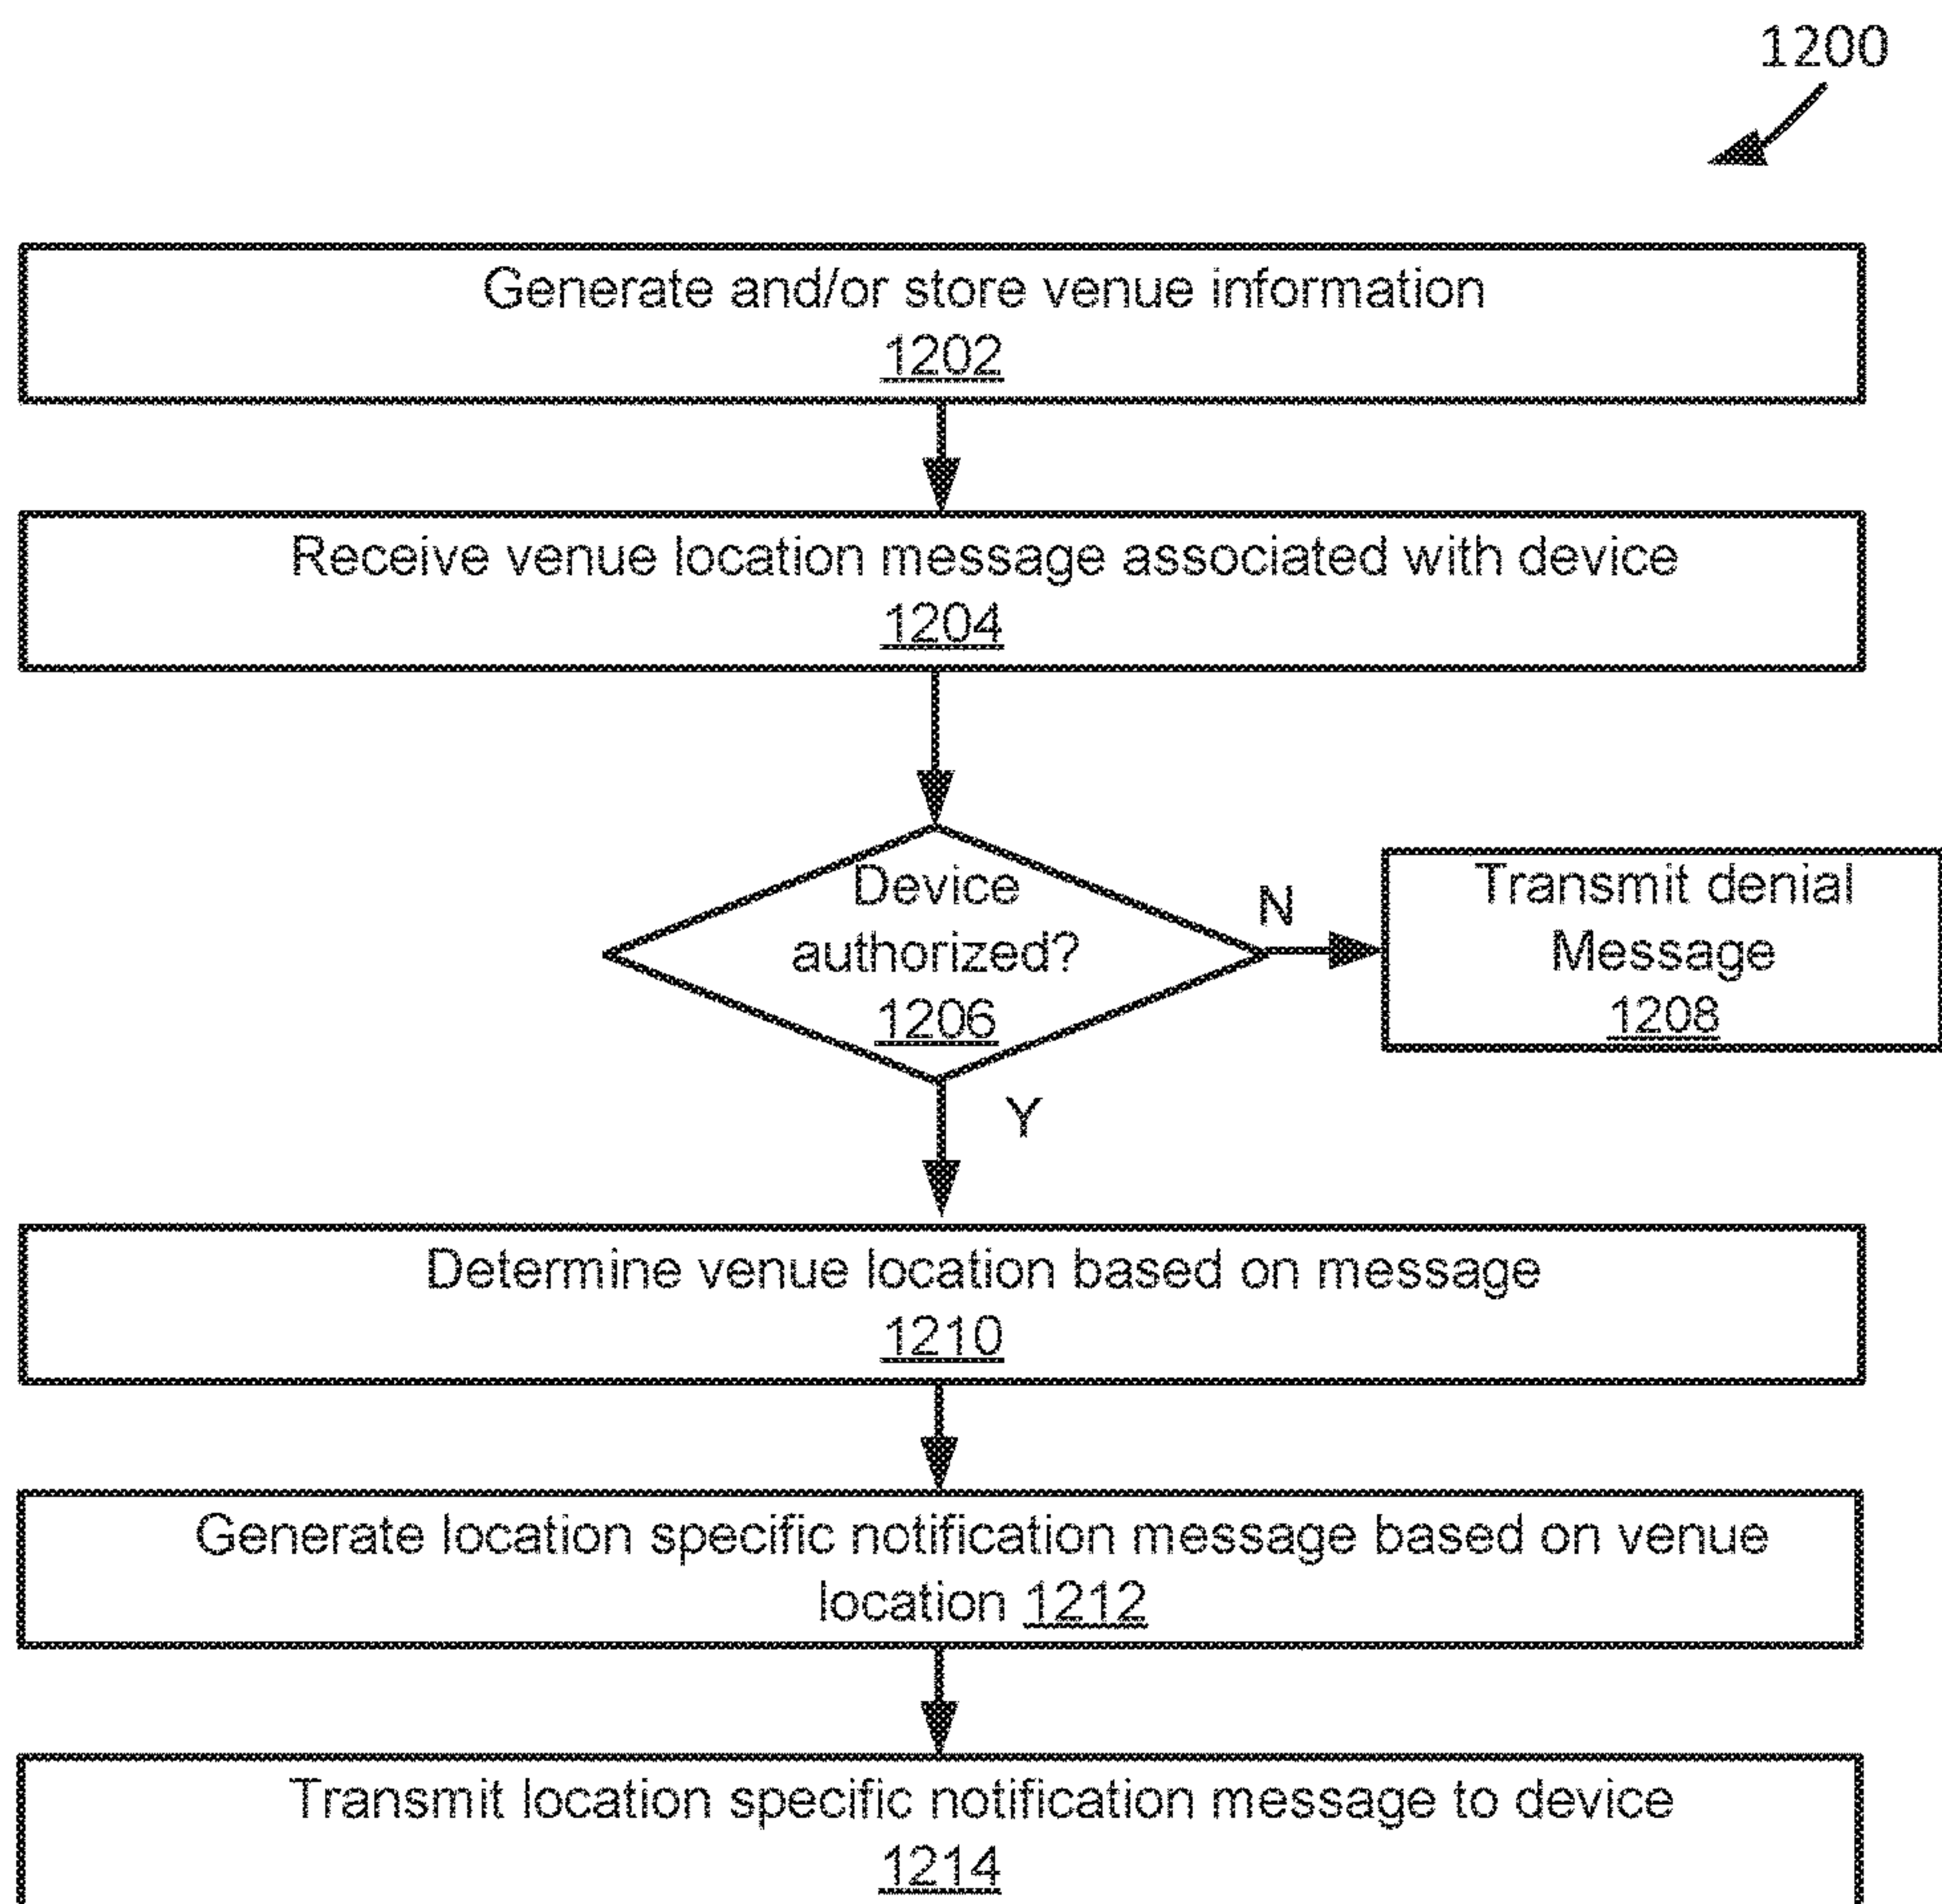 1200
Generate and/or store venue information
1202
Receive venue location message associated with device
1204
Device
authorized?
1206
N
Transmit denial
Message
1208
Y
Determine venue location based on message
1210
Generate location specific notification message based on venue
location 1212
Transmit location specific notification message to device
1214